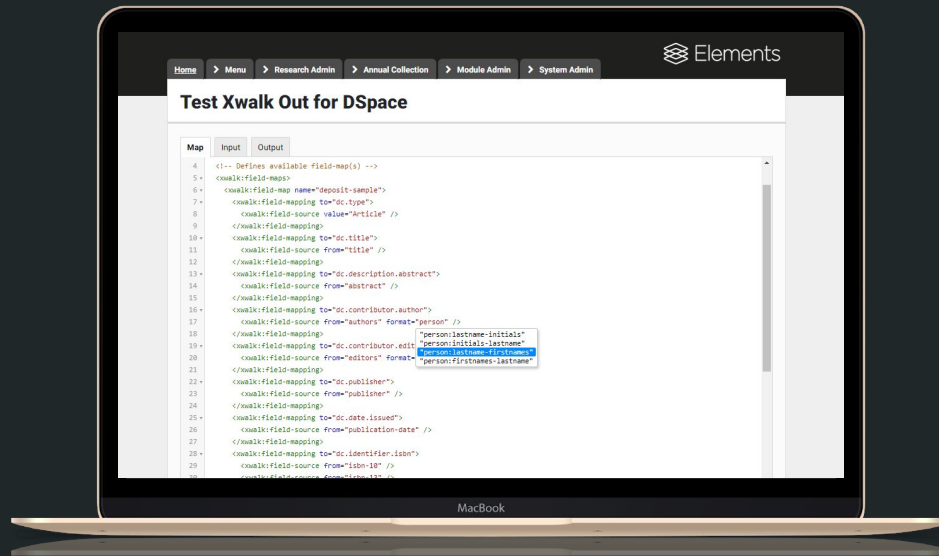 Elements
Home
Menu
Research Admin
Annual Collection
Module Admin
System Admin
Test Xwalk Out for DSpace
Map Input Output
4 <!-- Defines available field-map(s) -->
5 <xwalk:field-maps>
6 <xwalk:field-map name="deposit-sample">
7 <xwalk:field-mapping to="dc.type">
8 <xwalk:field-source value="Article" />
9 </xwalk:field-mapping>
10 <xwalk:field-mapping to="dc.title">
11 <xwalk:field-source from="title" />
12 </xwalk:field-mapping>
13 <xwalk:field-mapping to="dc.description.abstract">
14 <xwalk:field-source from="abstract" />
15 </xwalk:field-mapping>
16 <xwalk:field-mapping to="dc.contributor.author">
17 <xwalk:field-source from="authors" format="person" />
18 </xwalk:field-mapping>
"person:lastname-initials"
"person:initials-lastname"
"person:lastname-firstnames"
"person:firstnames-lastname"
19 <xwalk:field-mapping to="dc.contributor.edit
20 <xwalk:field-source from="editors" format=
21 </xwalk:field-mapping>
22 <xwalk:field-mapping to="dc.publisher">
23 <xwalk:field-source from="publisher" />
24 </xwalk:field-mapping>
25 <xwalk:field-mapping to="dc.date.issued">
26 <xwalk:field-source from="publication-date" />
27 </xwalk:field-mapping>
28 <xwalk:field-mapping to="dc.identifier.isbn">
29 <xwalk:field-source from="isbn-10" />
30 <xwalk:field-source from="isbn-13" />
MacBook